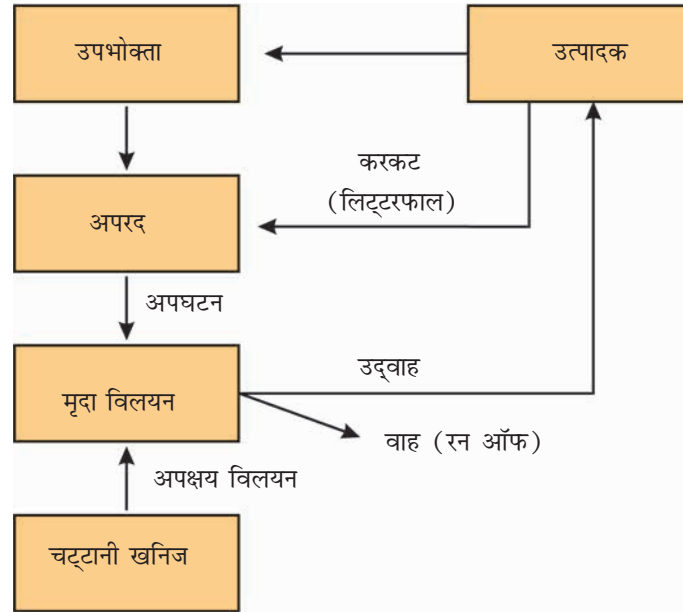 उपभोक्ता
उत्पादक
करकट
(लिट्टरफाल)
अपरद
अपघटन
उद्वाह
मृदा विलयन
वाह (रन ऑफ)
अपक्षय विलयन
चट्टानी खनिज